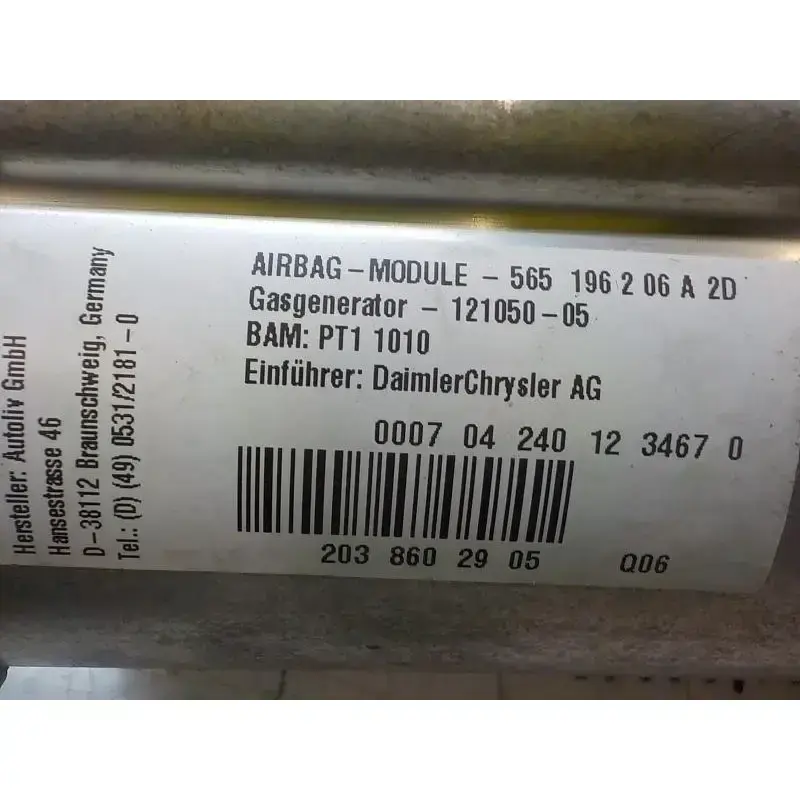 Hersteller: Autoliv GmbH
Hansestrasse 46
D-38112 Braunschweig, Germany
Tel.: (D) (49) 0531/2181-0
AIRBAG-MODULE - 565 196 2 06 A 2D
Gasgenerator - 121050-05
BAM: PT1 1010
Einführer: DaimlerChrysler AG
0007 04 240 12 3467 0
203 860 29 05 Q06